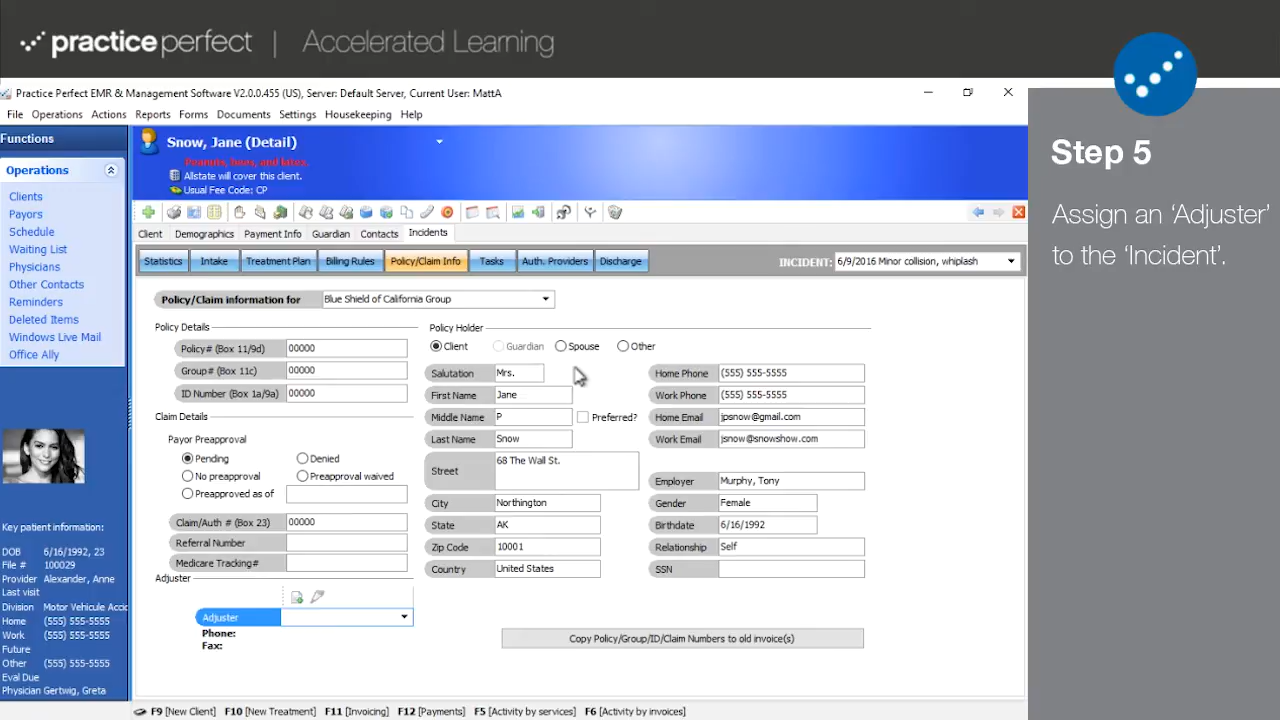 practiceperfect | Accelerated Learning
Practice Perfect EMR & Management Software V2.0.0.455 (US), Server: Default Server, Current User: MattA
File Operations Actions Reports Forms Documents Settings Housekeeping Help
Functions
Operations
Clients
Payors
Schedule
Waiting List
Physicians
Other Contacts
Reminders
Deleted Items
Windows Live Mail
Office Ally
Key patient information:
DOB 6/16/1992, 23
File # 100029
Provider Alexander, Anne
Last visit
Division Motor Vehicule Accid
Home (555) 555-5555
Work (555) 555-5555
Future
Other (555) 555-5555
Eval Due
Physician Gertwig, Greta
Snow, Jane (Detail)
Peanuts, bees, and latex.
Allstate will cover this client.
Usual Fee Code: CP
Client Demographics Payment Info Guardian Contacts Incidents
Statistics Intake Treatment Plan Billing Rules Policy/Claim Info Tasks Auth. Providers Discharge INCIDENT: 6/9/2016 Minor collision, whiplash
Policy/Claim information for Blue Shield of California Group
Policy Details
Policy# (Box 11/9d) 00000
Group# (Box 11c) 00000
ID Number (Box 1a/9a) 00000
Claim Details
Payor Preapproval
Pending Denied
No preapproval Preapproval waived
Preapproved as of
Claim/Auth # (Box 23) 00000
Referral Number
Medicare Tracking#
Adjuster
Adjuster
Phone:
Fax:
Policy Holder
Client Guardian Spouse Other
Salutation Mrs.
First Name Jane
Middle Name P Preferred?
Last Name Snow
Street 68 The Wall St.
City Northington
State AK
Zip Code 10001
Country United States
Home Phone (555) 555-5555
Work Phone (555) 555-5555
Home Email jpsnow@gmail.com
Work Email jsnow@snowshow.com
Employer Murphy, Tony
Gender Female
Birthdate 6/16/1992
Relationship Self
SSN
Copy Policy/Group/ID/Claim Numbers to old invoice(s)
F9 [New Client] F10 [New Treatment] F11 [Invoicing] F12 [Payments] F5 [Activity by services] F6 [Activity by invoices]
Step 5
Assign an 'Adjuster'
to the 'Incident'.